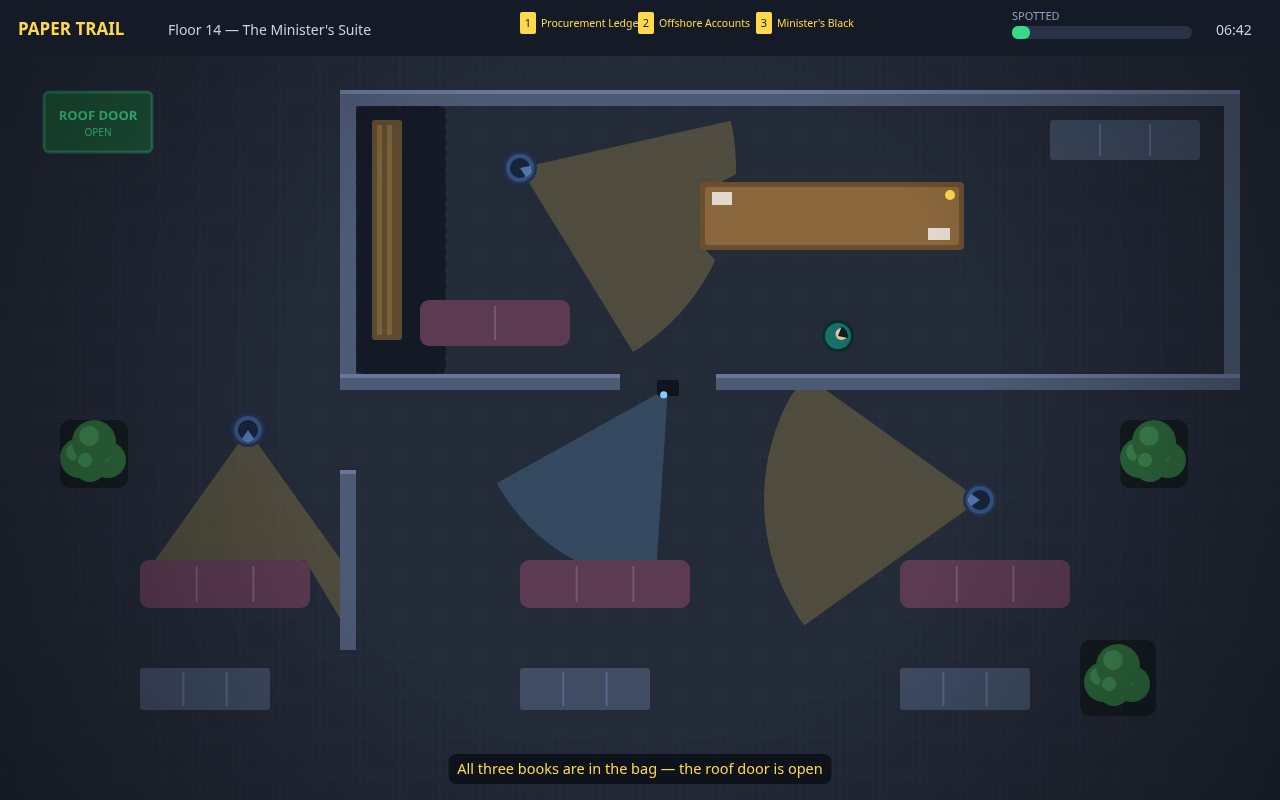 PAPER TRAIL
Floor 14 — The Minister's Suite
1 Procurement Ledge
2 Offshore Accounts
3 Minister's Black
SPOTTED
06:42
ROOF DOOR
OPEN
All three books are in the bag — the roof door is open